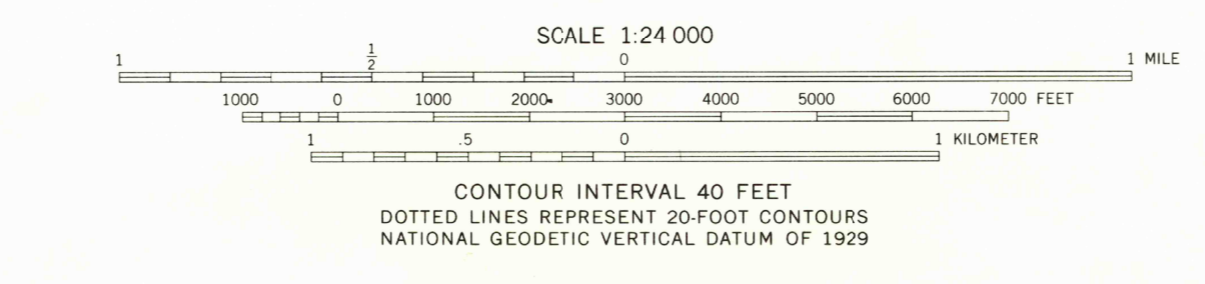 SCALE 1:24 000
1 1/2 0 1 MILE
1000 0 1000 2000 3000 4000 5000 6000 7000 FEET
1 .5 0 1 KILOMETER
CONTOUR INTERVAL 40 FEET
DOTTED LINES REPRESENT 20-FOOT CONTOURS
NATIONAL GEODETIC VERTICAL DATUM OF 1929